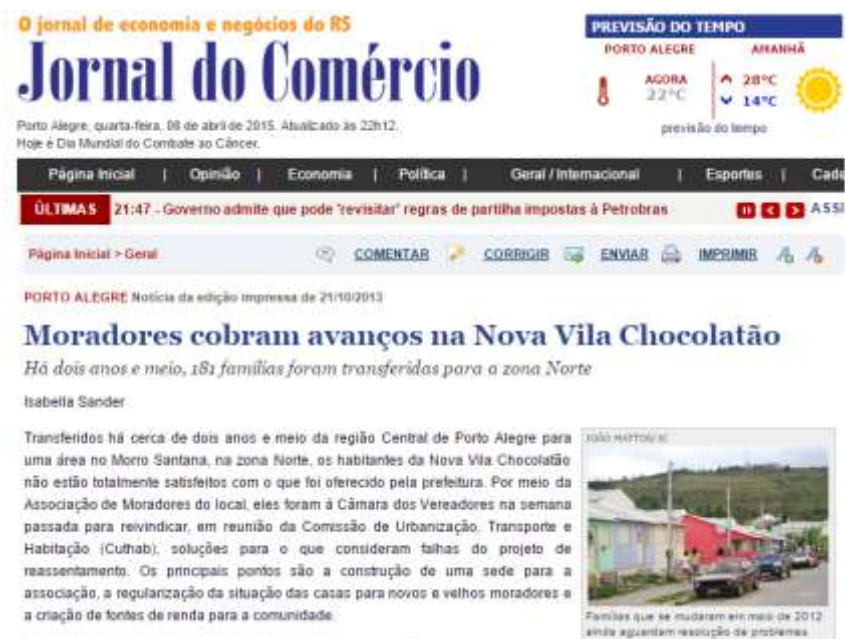 O jornal de economia e negócios do RS
Jornal do Comércio
Porto Alegre, quarta-feira, 08 de abril de 2015. Atualizado às 22h12.
Hoje é Dia Mundial do Combate ao Câncer.
PREVISÃO DO TEMPO
PORTO ALEGRE AMANHÃ
AGORA
22°C
28°C
14°C
previsão do tempo
Página Inicial | Opinião | Economia | Política | Geral / Internacional | Esportes | Cade
ÚLTIMAS 21:47 - Governo admite que pode 'revisitar' regras de partilha impostas à Petrobras ASSI
Página Inicial > Geral COMENTAR CORRIGIR ENVIAR IMPRIMIR
PORTO ALEGRE Notícia da edição impressa de 21/10/2013
Moradores cobram avanços na Nova Vila Chocolatão
Há dois anos e meio, 181 famílias foram transferidas para a zona Norte
Isabella Sander
Transferidos há cerca de dois anos e meio da região Central de Porto Alegre para
uma área no Morro Santana, na zona Norte, os habitantes da Nova Vila Chocolatão
não estão totalmente satisfeitos com o que foi oferecido pela prefeitura. Por meio da
Associação de Moradores do local, eles foram à Câmara dos Vereadores na semana
passada para reivindicar, em reunião da Comissão de Urbanização, Transporte e
Habitação (Cuthab), soluções para o que consideram falhas do projeto de
reassentamento. Os principais pontos são a construção de uma sede para a
associação, a regularização da situação das casas para novos e velhos moradores e
a criação de fontes de renda para a comunidade.
JOÃO MATTOS/JC
Famílias que se mudaram em maio de 2012
ainda aguardam resolução de problemas